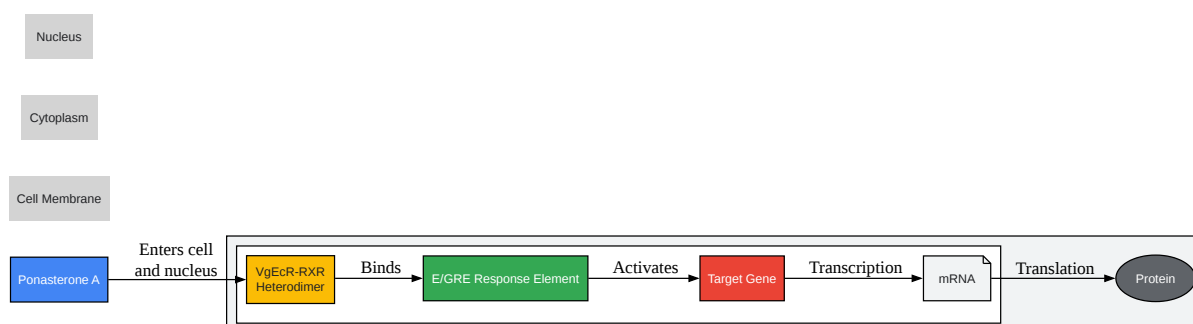 Nucleus
Cytoplasm
Cell Membrane
Ponasterone A
Enters cell
and nucleus
VgEcR-RXR
Heterodimer
Binds
E/GRE Response Element
Activates
Target Gene
Transcription
mRNA
Translation
Protein